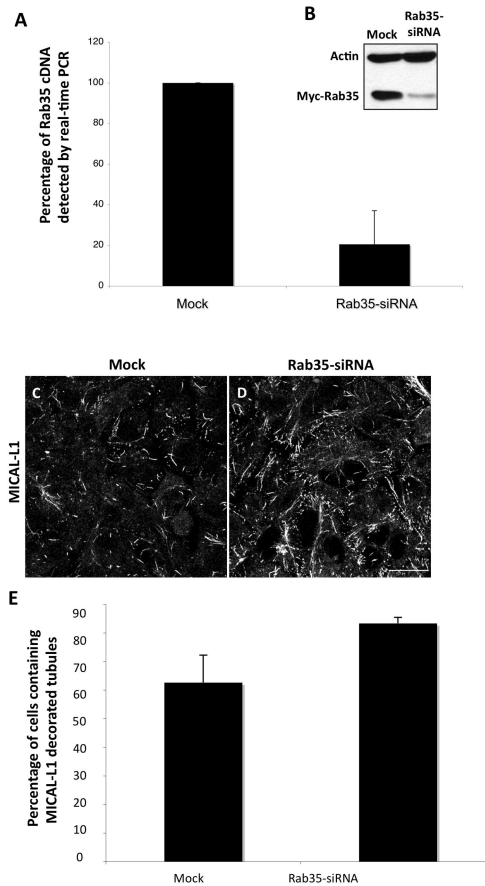 A
Percentage of Rab35 cDNA
detected by real-time PCR
120
100
80
60
40
20
0
Mock
Rab35-siRNA
B
Mock
Rab35-
siRNA
Actin
Myc-Rab35
Mock
Rab35-siRNA
MICAL-L1
C
D
E
Percentage of cells containing
MICAL-L1 decorated tubules
90
80
70
60
50
40
30
20
10
0
Mock
Rab35-siRNA